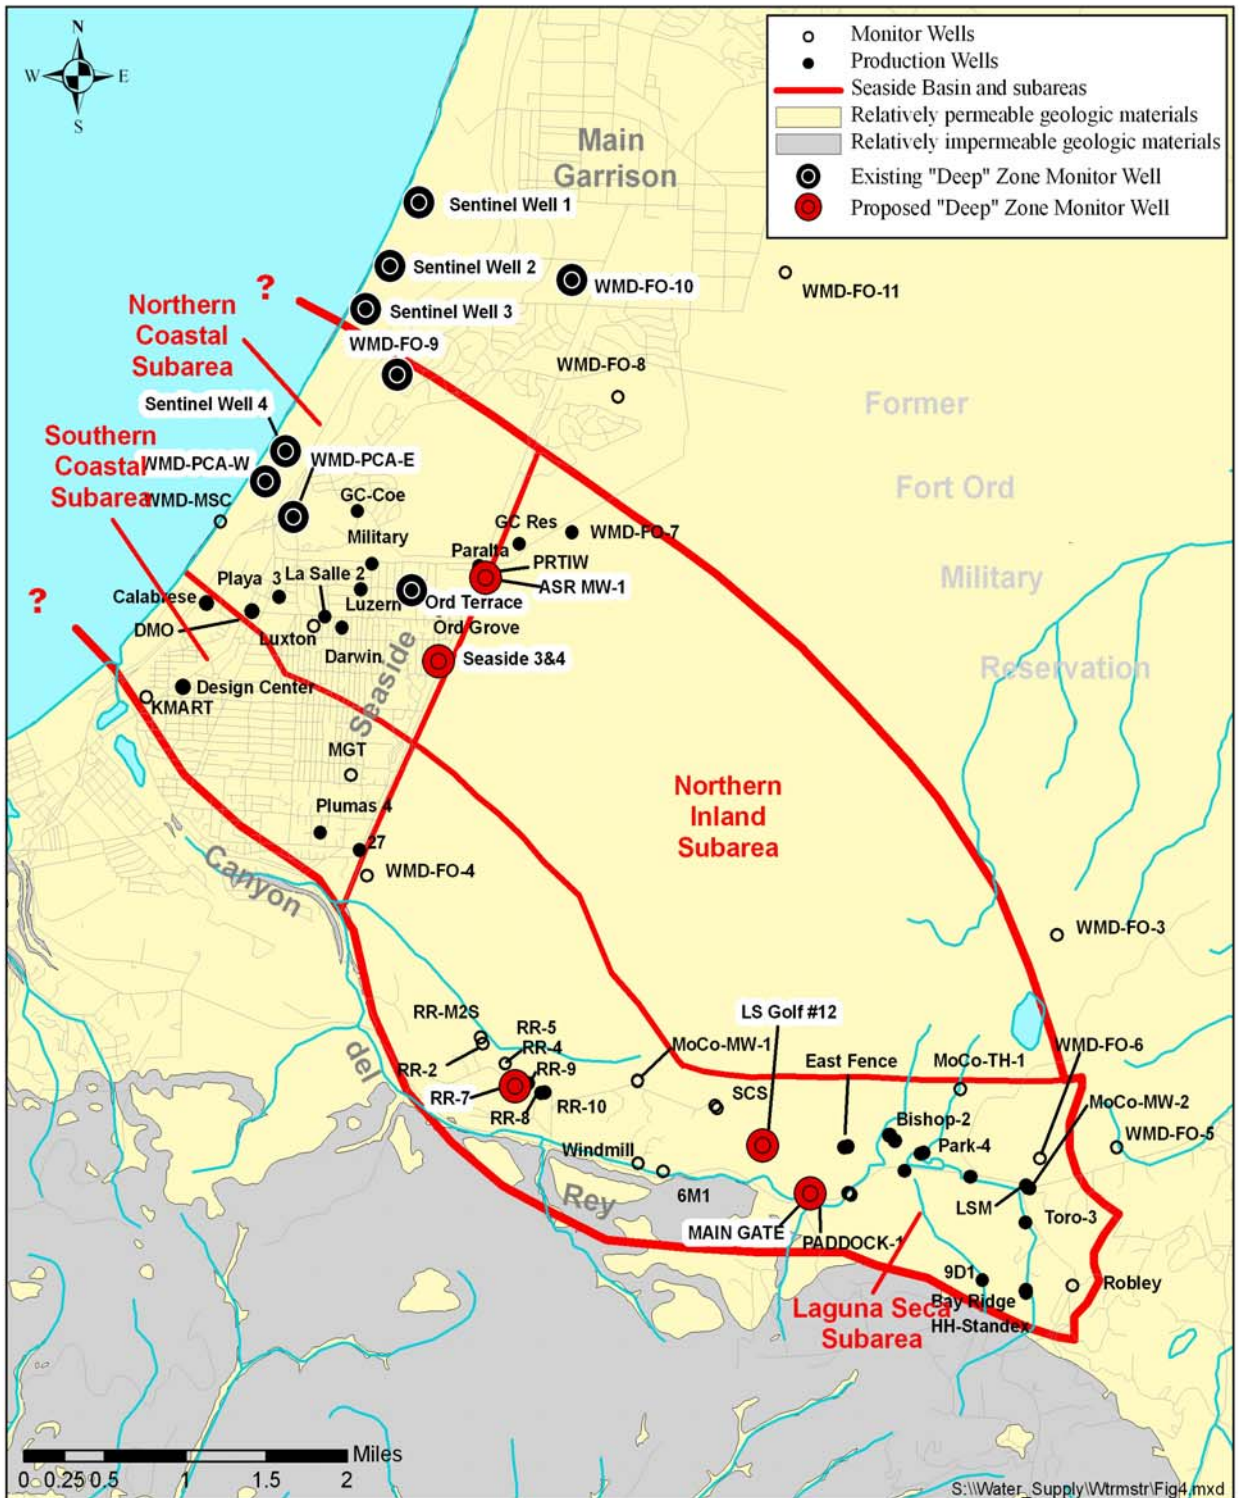 N
W
E
S
Monitor Wells
Production Wells
Seaside Basin and subareas
Relatively permeable geologic materials
Relatively impermeable geologic materials
Existing "Deep" Zone Monitor Well
Proposed "Deep" Zone Monitor Well
Main
Garrison
Sentinel Well 1
Sentinel Well 2
WMD-FO-10
WMD-FO-11
?
Northern
Coastal
Subarea
Sentinel Well 3
WMD-FO-9
WMD-FO-8
Former
Sentinel Well 4
Southern
Coastal
Subarea
WMD-PCA-W
WMD-PCA-E
Fort Ord
WMD-MSC
GC-Coe
GC Res
WMD-FO-7
Military
Paralta
PRTIW
Military
ASR MW-1
Playa 3
La Salle 2
Calabrese
Luzern
Ord Terrace
?
DMO
Luxton
Ord Grove
Darwin
Seaside 3&4
Reservation
Seaside
Design Center
KMART
MGT
Northern
Inland
Subarea
Plumas 4
27
WMD-FO-4
Canyon
WMD-FO-3
RR-M2S
LS Golf #12
RR-5
RR-4
MoCo-MW-1
WMD-FO-6
del
RR-2
RR-9
East Fence
MoCo-TH-1
RR-7
RR-10
SCS
MoCo-MW-2
RR-8
Bishop-2
WMD-FO-5
Windmill
Park-4
Rey
6M1
LSM
Toro-3
MAIN GATE
PADDOCK-1
9D1
Robley
Laguna Seca
Subarea
Bay Ridge
HH-Standex
Miles
0 0.25 0.5 1 1.5 2
S:\\Water_Supply\Wtrmstr\Fig4.mxd